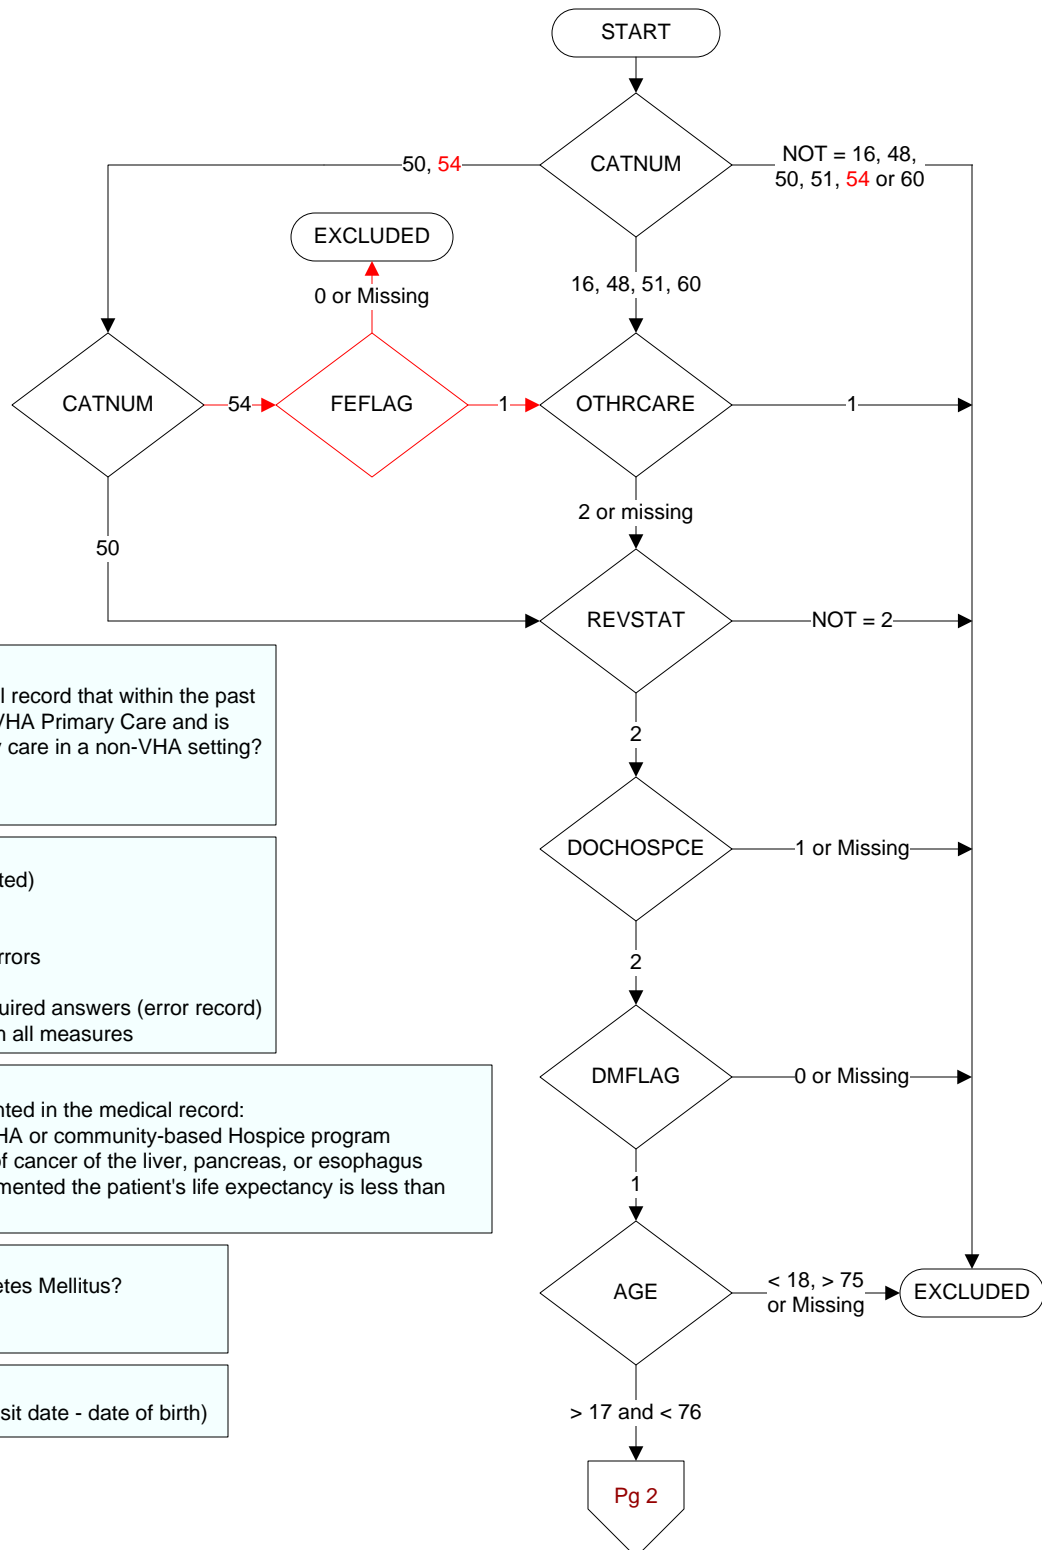 START
CATNUM
50, 54
NOT = 16, 48,
50, 51, 54 or 60
EXCLUDED
0 or Missing
16, 48, 51, 60
CATNUM
54
FEFLAG
1
OTHRCARE
1
2 or missing
50
REVSTAT
NOT = 2
l record that within the past
VHA Primary Care and is
care in a non-VHA setting?
2
DOCHOSPCE
1 or Missing
ted)
rrors
uired answers (error record)
n all measures
2
DMFLAG
0 or Missing
nted in the medical record:
HA or community-based Hospice program
of cancer of the liver, pancreas, or esophagus
mented the patient's life expectancy is less than
1
AGE
< 18, > 75
or Missing
EXCLUDED
etes Mellitus?
sit date - date of birth)
> 17 and < 76
Pg 2